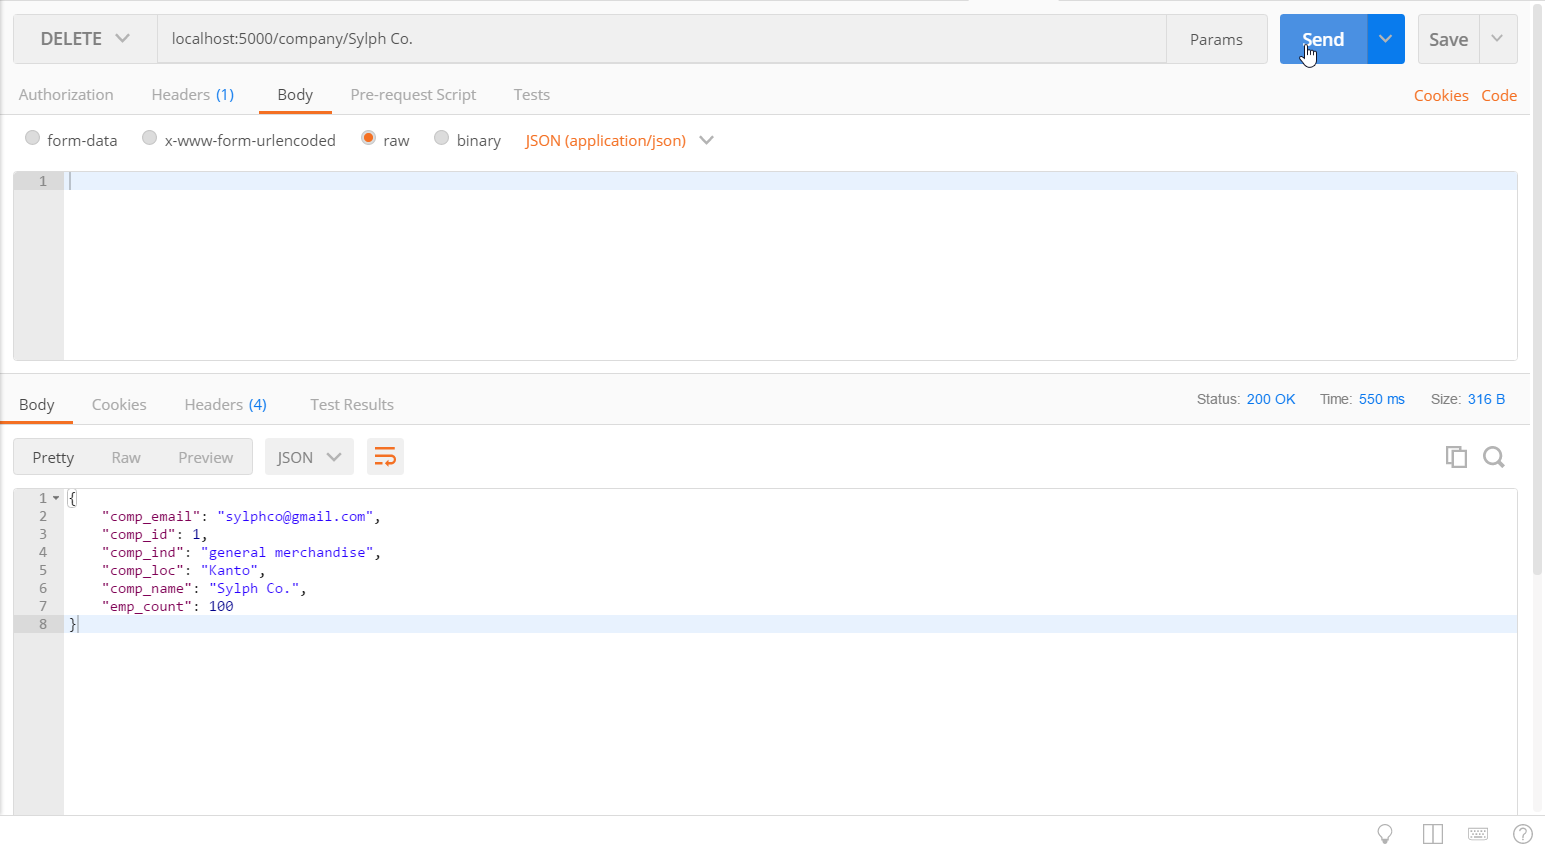 DELETE localhost:5000/company/Sylph Co. Params Send Save
Authorization Headers (1) Body Pre-request Script Tests Cookies Code
form-data x-www-form-urlencoded raw binary JSON (application/json)
1
Body Cookies Headers (4) Test Results Status: 200 OK Time: 550 ms Size: 316 B
Pretty Raw Preview JSON
1 {
2 "comp_email": "sylphco@gmail.com",
3 "comp_id": 1,
4 "comp_ind": "general merchandise",
5 "comp_loc": "Kanto",
6 "comp_name": "Sylph Co.",
7 "emp_count": 100
8 }